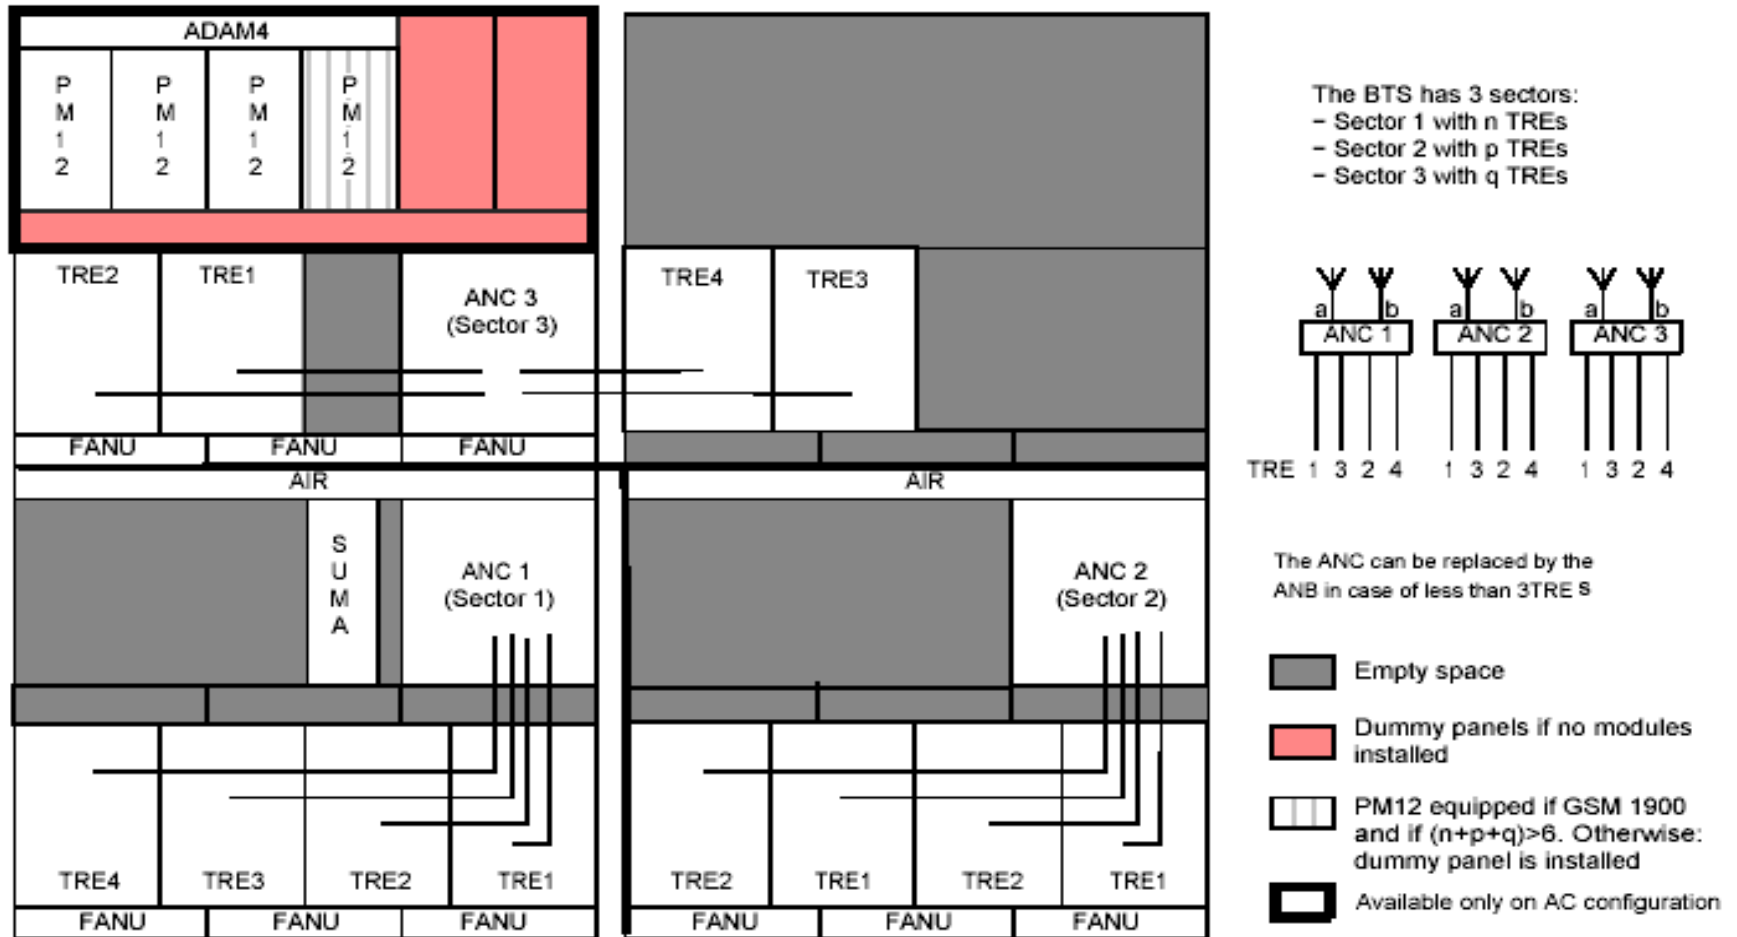 ADAM4
P
M
1
2
P
M
1
2
P
M
1
2
P
M
1
2
TRE2
TRE1
ANC 3
(Sector 3)
FANU
FANU
FANU
TRE4
TRE3
AIR
S
U
M
A
ANC 1
(Sector 1)
TRE4
TRE3
TRE2
TRE1
FANU
FANU
FANU
AIR
ANC 2
(Sector 2)
TRE2
TRE1
TRE2
TRE1
FANU
FANU
FANU
The BTS has 3 sectors:
− Sector 1 with n TREs
− Sector 2 with p TREs
− Sector 3 with q TREs
a b a b a b
ANC 1 ANC 2 ANC 3
TRE 1 3 2 4 1 3 2 4 1 3 2 4
The ANC can be replaced by the
ANB in case of less than 3TRE s
Empty space
Dummy panels if no modules
installed
PM12 equipped if GSM 1900
and if (n+p+q)>6. Otherwise:
dummy panel is installed
Available only on AC configuration